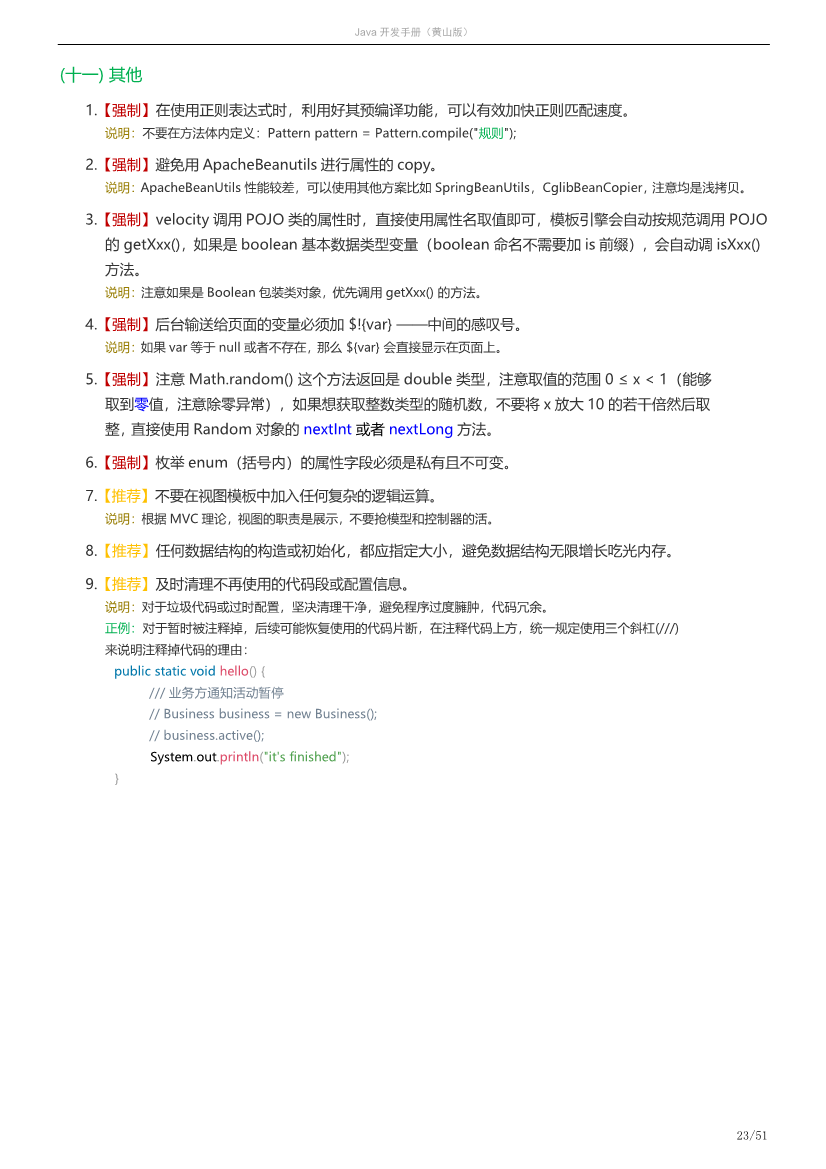 Java 开发手册（黄山版）
(十一) 其他
1.【强制】在使用正则表达式时，利用好其预编译功能，可以有效加快正则匹配速度。
说明：不要在方法体内定义：Pattern pattern = Pattern.compile("规则");
2.【强制】避免用 ApacheBeanutils 进行属性的 copy。
说明：ApacheBeanUtils 性能较差，可以使用其他方案比如 SpringBeanUtils，CglibBeanCopier，注意均是浅拷贝。
3.【强制】velocity 调用 POJO 类的属性时，直接使用属性名取值即可，模板引擎会自动按规范调用 POJO
的 getXxx()，如果是 boolean 基本数据类型变量（boolean 命名不需要加 is 前缀），会自动调 isXxx()
方法。
说明：注意如果是 Boolean 包装类对象，优先调用 getXxx() 的方法。
4.【强制】后台输送给页面的变量必须加 $!{var} ——中间的感叹号。
说明：如果 var 等于 null 或者不存在，那么 ${var} 会直接显示在页面上。
5.【强制】注意 Math.random() 这个方法返回是 double 类型，注意取值的范围 0 ≤ x < 1（能够
取到零值，注意除零异常），如果想获取整数类型的随机数，不要将 x 放大 10 的若干倍然后取
整，直接使用 Random 对象的 nextInt 或者 nextLong 方法。
6.【强制】枚举 enum（括号内）的属性字段必须是私有且不可变。
7.【推荐】不要在视图模板中加入任何复杂的逻辑运算。
说明：根据 MVC 理论，视图的职责是展示，不要抢模型和控制器的活。
8.【推荐】任何数据结构的构造或初始化，都应指定大小，避免数据结构无限增长吃光内存。
9.【推荐】及时清理不再使用的代码段或配置信息。
说明：对于垃圾代码或过时配置，坚决清理干净，避免程序过度臃肿，代码冗余。
正例：对于暂时被注释掉，后续可能恢复使用的代码片断，在注释代码上方，统一规定使用三个斜杠(///)
来说明注释掉代码的理由：
public static void hello() {
/// 业务方通知活动暂停
// Business business = new Business();
// business.active();
System.out.println("it's finished");
}
23/51